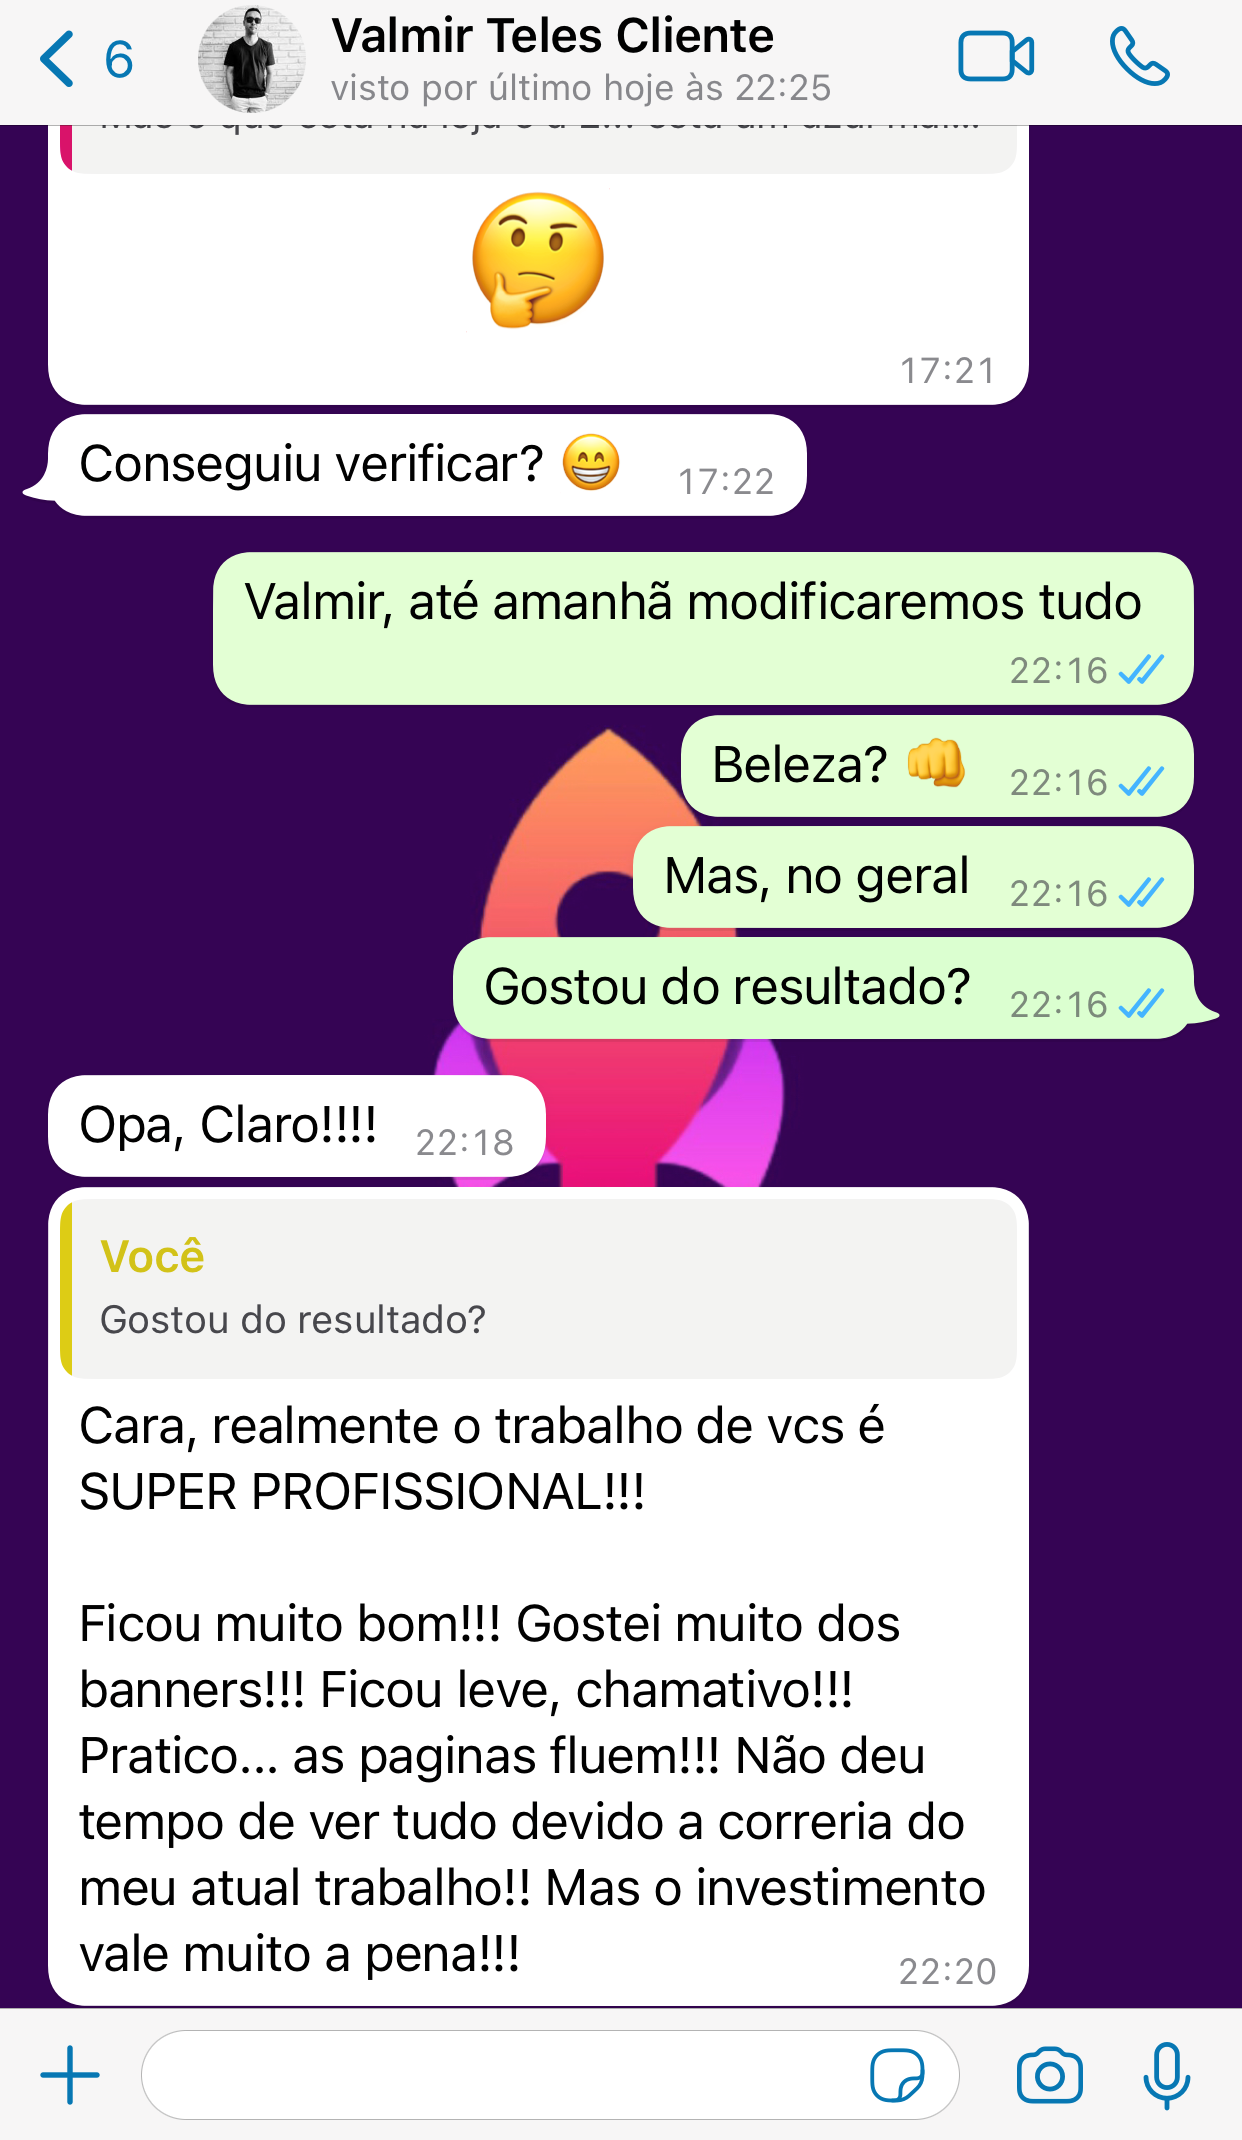 6
Valmir Teles Cliente
visto por último hoje às 22:25
17:21
Conseguiu verificar? 😁 17:22
Valmir, até amanhã modificaremos tudo
22:16
Beleza? 👊 22:16
Mas, no geral 22:16
Gostou do resultado? 22:16
Opa, Claro!!!! 22:18
Você
Gostou do resultado?
Cara, realmente o trabalho de vcs é
SUPER PROFISSIONAL!!!
Ficou muito bom!!! Gostei muito dos
banners!!! Ficou leve, chamativo!!!
Pratico... as paginas fluem!!! Não deu
tempo de ver tudo devido a correria do
meu atual trabalho!! Mas o investimento
vale muito a pena!!!
22:20